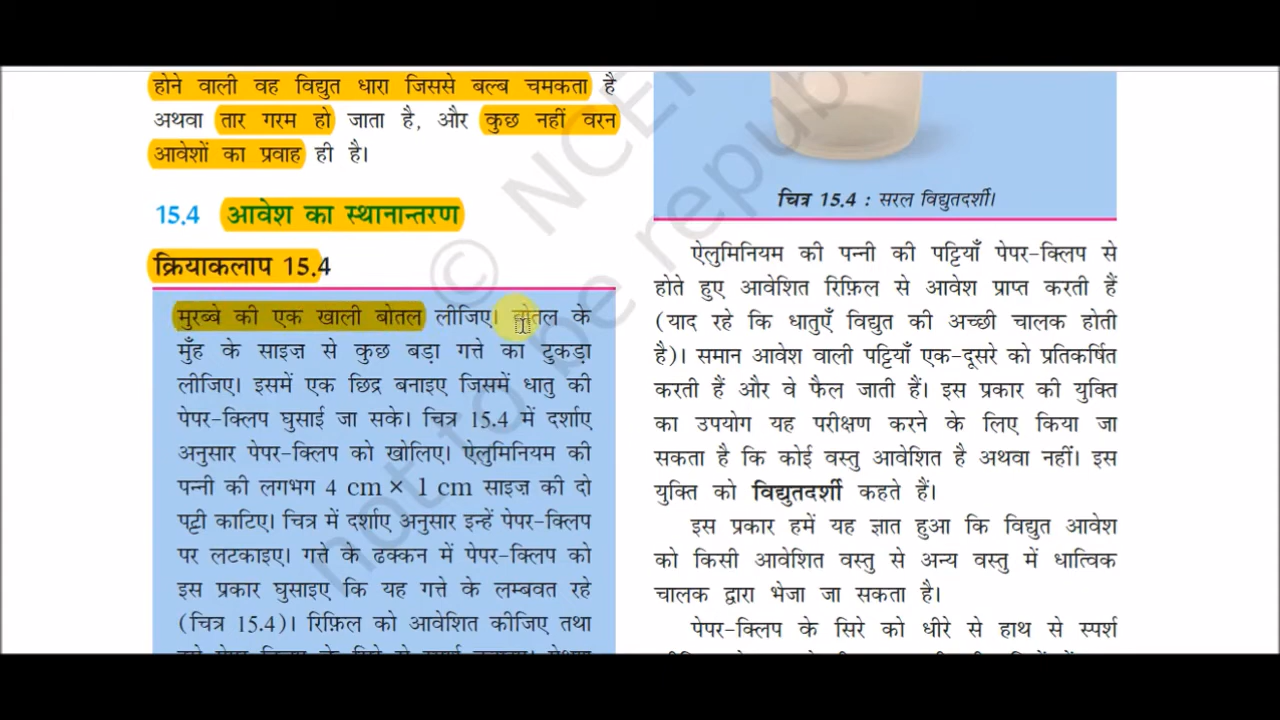 होने वाली वह विद्युत धारा जिससे बल्ब चमकता है
अथवा तार गरम हो जाता है, और कुछ नहीं वरन
आवेशों का प्रवाह ही है।
15.4 आवेश का स्थानान्तरण
क्रियाकलाप 15.4
मुरब्बे की एक खाली बोतल लीजिए। बोतल के
मुँह के साइज़ से कुछ बड़ा गत्ते का टुकड़ा
लीजिए। इसमें एक छिद्र बनाइए जिसमें धातु की
पेपर-क्लिप घुसाई जा सके। चित्र 15.4 में दर्शाए
अनुसार पेपर-क्लिप को खोलिए। ऐलुमिनियम की
पन्नी की लगभग 4 cm × 1 cm साइज़ की दो
पट्टी काटिए। चित्र में दर्शाए अनुसार इन्हें पेपर-क्लिप
पर लटकाइए। गत्ते के ढक्कन में पेपर-क्लिप को
इस प्रकार घुसाइए कि यह गत्ते के लम्बवत रहे
(चित्र 15.4)। रिफ़िल को आवेशित कीजिए तथा
चित्र 15.4 : सरल विद्युतदर्शी।
ऐलुमिनियम की पन्नी की पट्टियाँ पेपर-क्लिप से
होते हुए आवेशित रिफ़िल से आवेश प्राप्त करती हैं
(याद रहे कि धातुएँ विद्युत की अच्छी चालक होती
है)। समान आवेश वाली पट्टियाँ एक-दूसरे को प्रतिकर्षित
करती हैं और वे फैल जाती हैं। इस प्रकार की युक्ति
का उपयोग यह परीक्षण करने के लिए किया जा
सकता है कि कोई वस्तु आवेशित है अथवा नहीं। इस
युक्ति को विद्युतदर्शी कहते हैं।
इस प्रकार हमें यह ज्ञात हुआ कि विद्युत आवेश
को किसी आवेशित वस्तु से अन्य वस्तु में धात्विक
चालक द्वारा भेजा जा सकता है।
पेपर-क्लिप के सिरे को धीरे से हाथ से स्पर्श
© NCE
not to be republ